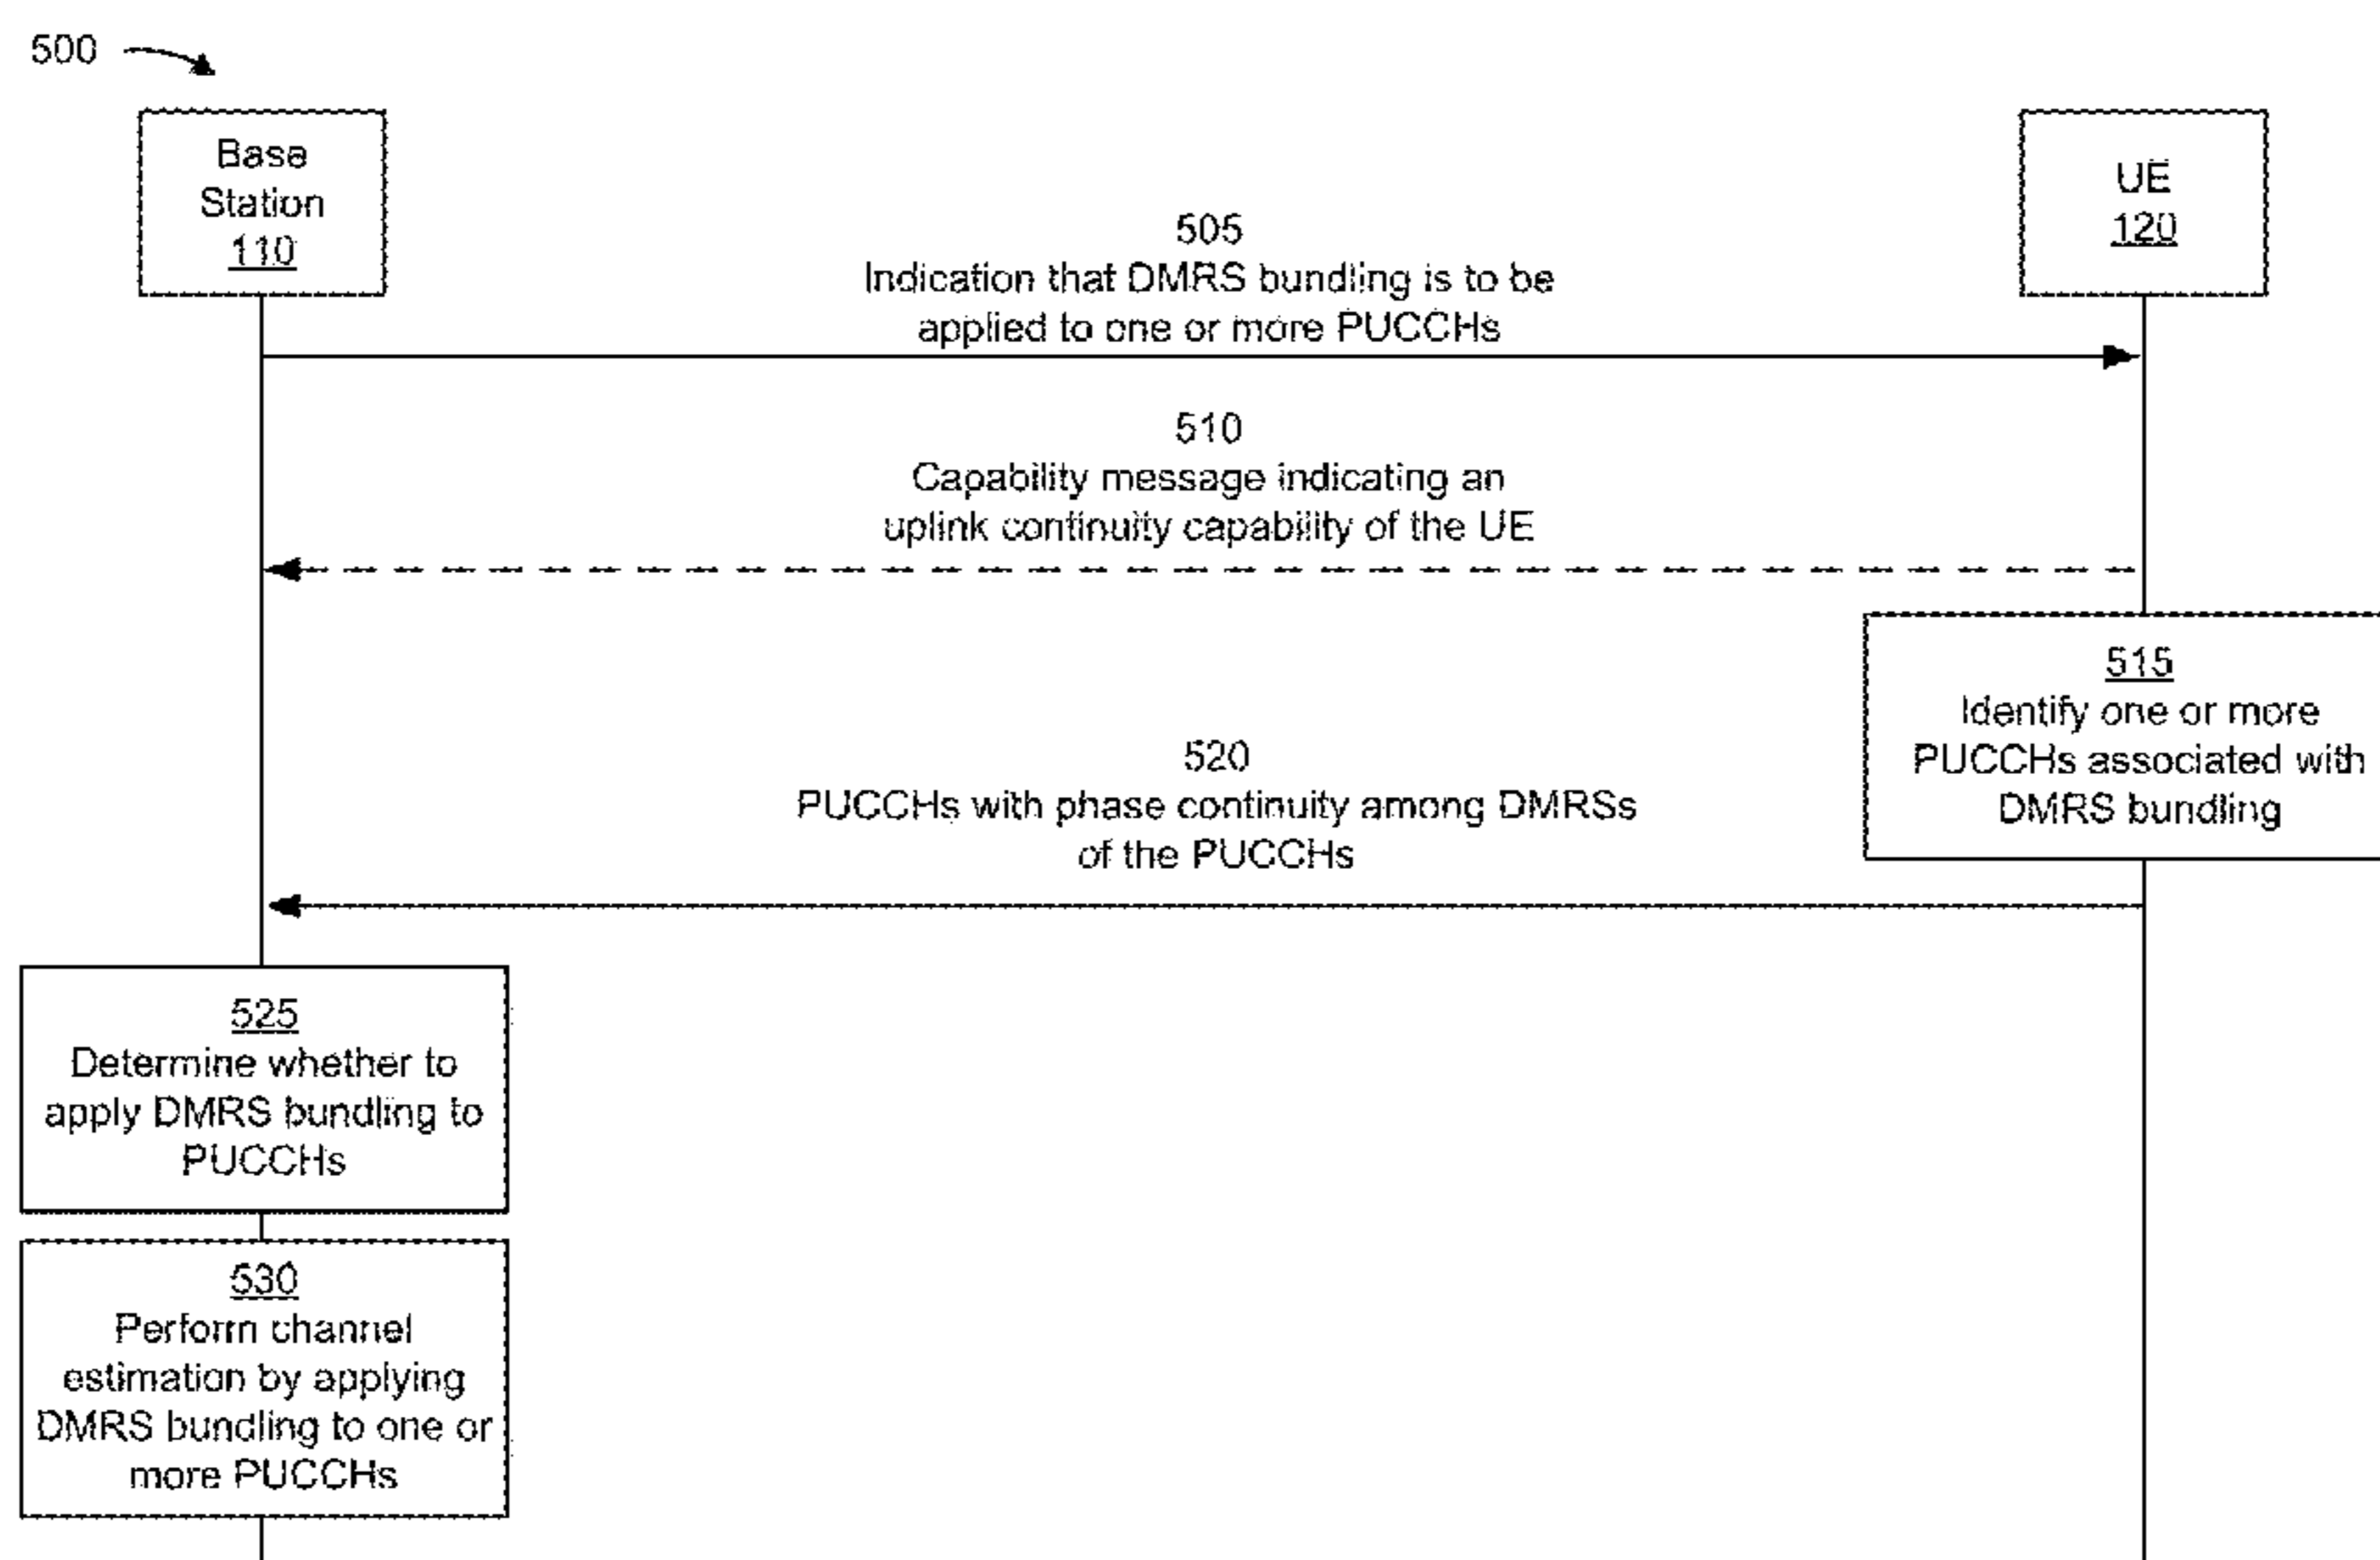 500
Base
Station
110
UE
120
505
Indication that DMRS bundling is to be
applied to one or more PUCCHs
510
Capability message indicating an
uplink continuity capability of the UE
515
Identify one or more
PUCCHs associated with
DMRS bundling
520
PUCCHs with phase continuity among DMRSs
of the PUCCHs
525
Determine whether to
apply DMRS bundling to
PUCCHs
530
Perform channel
estimation by applying
DMRS bundling to one or
more PUCCHs